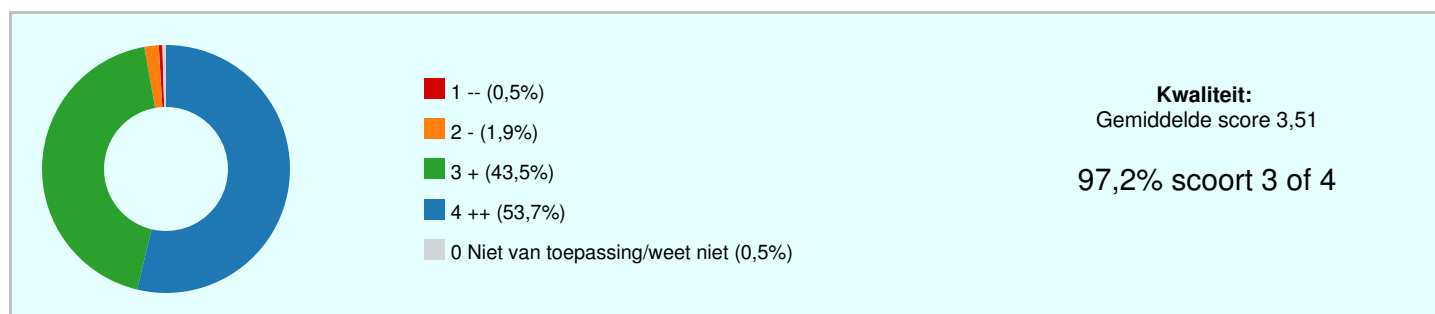 1 -- (0,5%)
2 - (1,9%)
3 + (43,5%)
4 ++ (53,7%)
0 Niet van toepassing/weet niet (0,5%)
Kwaliteit:
Gemiddelde score 3,51
97,2% scoort 3 of 4